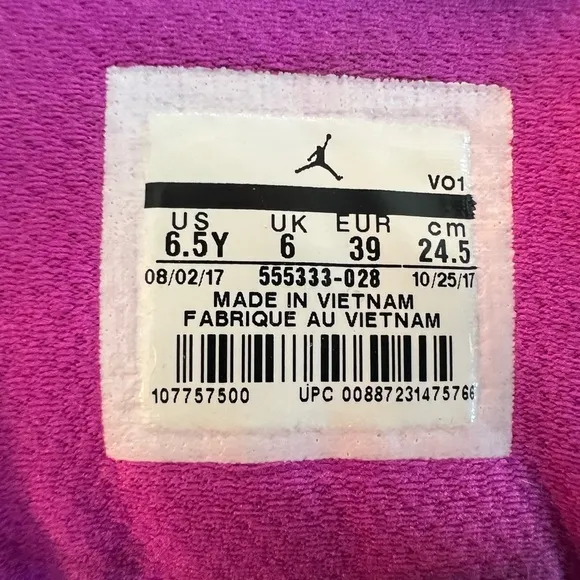 VO1
US UK EUR cm
6.5Y 6 39 24.5
08/02/17 555333-028 10/25/17
MADE IN VIETNAM
FABRIQUE AU VIETNAM
107757500 UPC 00887231475766